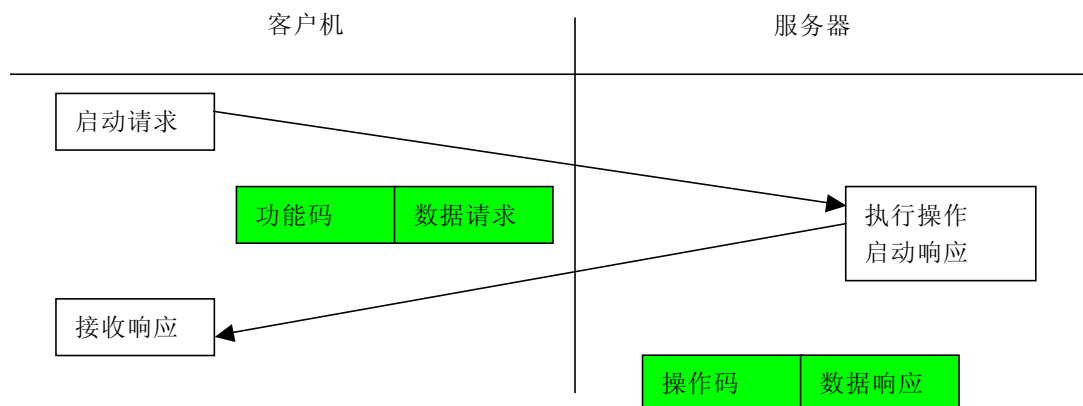 客户机
服务器
启动请求
功能码
数据请求
执行操作
启动响应
接收响应
操作码
数据响应